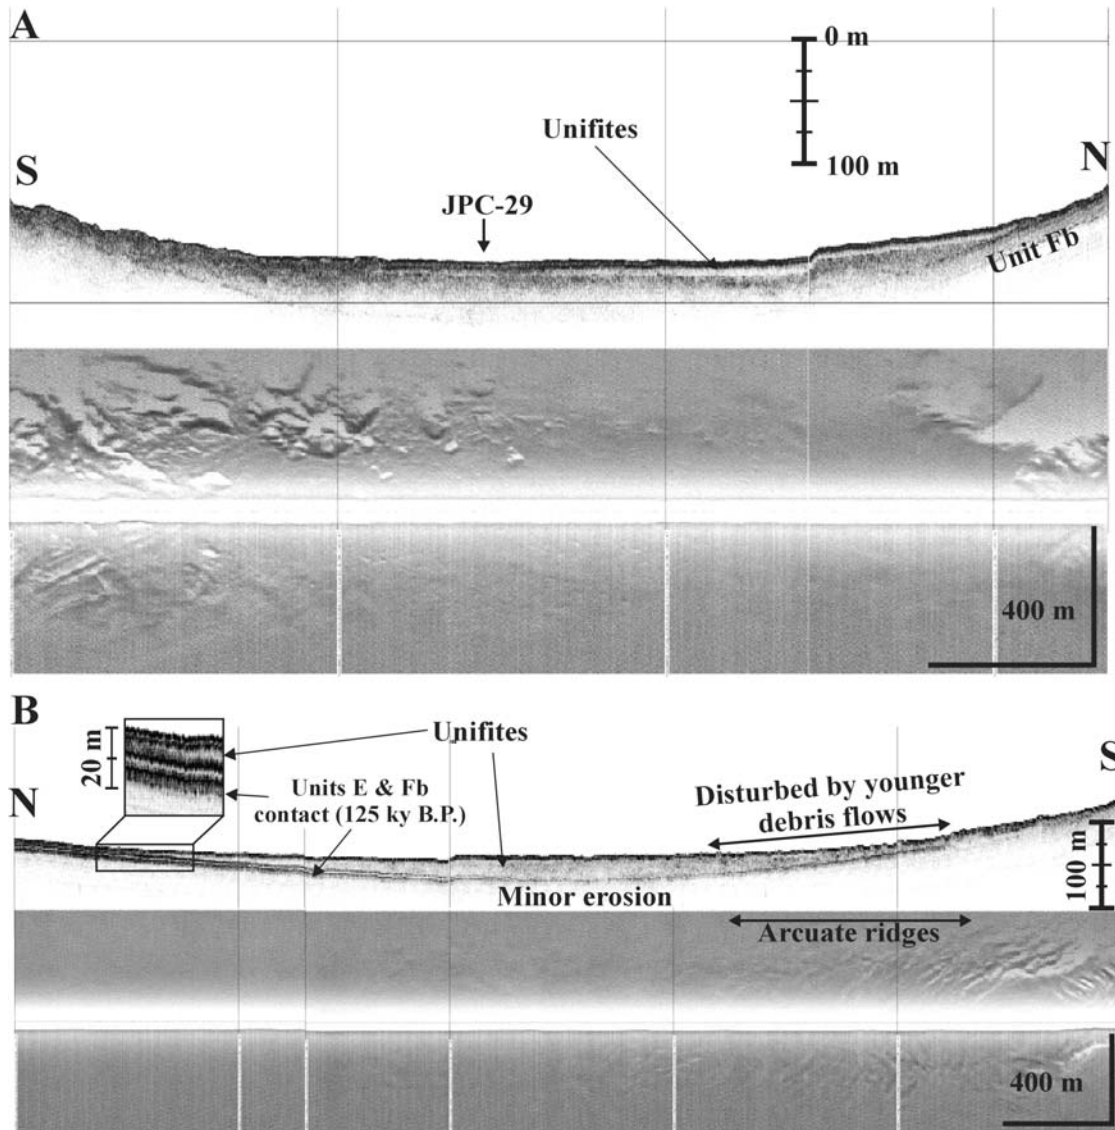 A
0 m
Unifites
100 m
S
N
JPC-29
Unit Fb
400 m
B
20 m
Unifites
N
Units E & Fb
contact (125 ky B.P.)
Disturbed by younger
debris flows
S
100 m
Minor erosion
Arcuate ridges
400 m